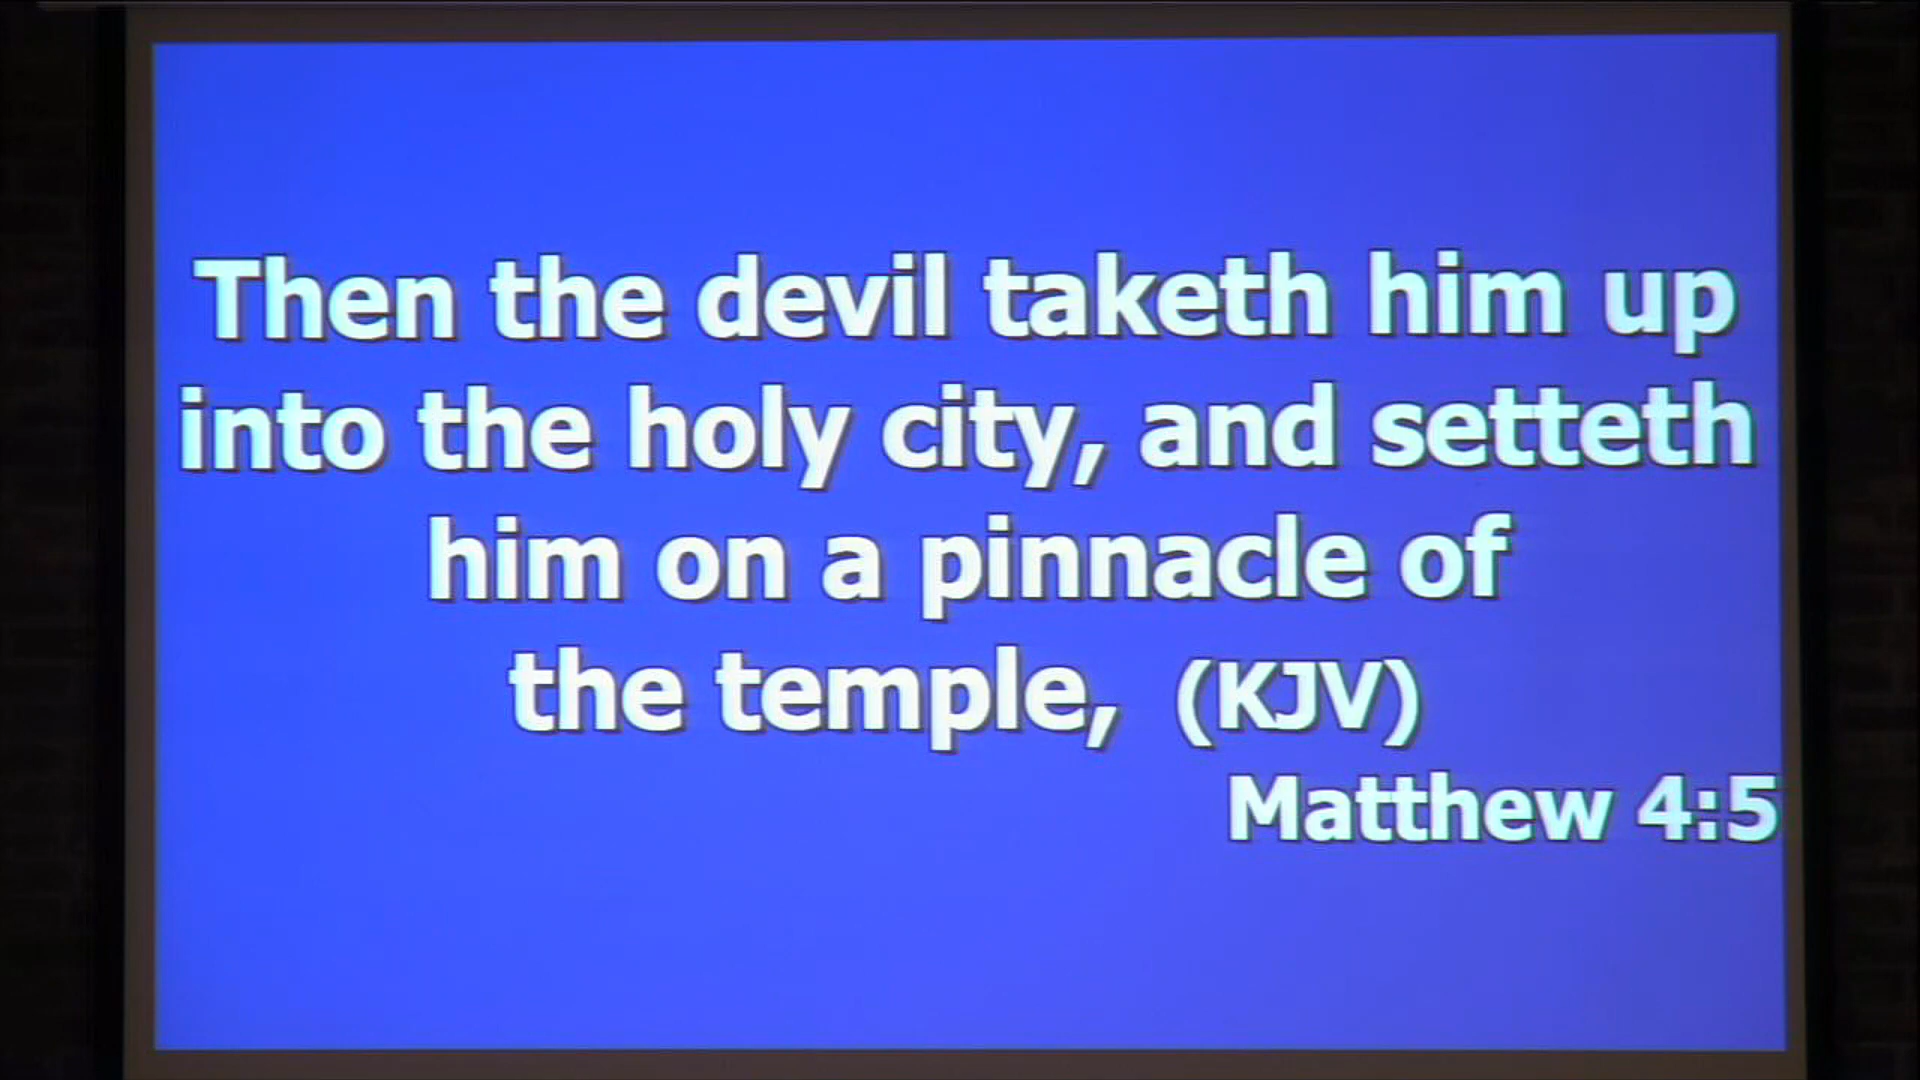 Then the devil taketh him up
into the holy city, and setteth
him on a pinnacle of
the temple, (KJV)
Matthew 4:5